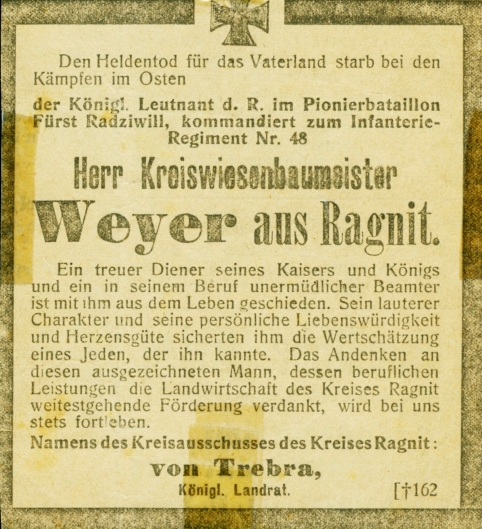 Den Heldentod für das Vaterland starb bei den
Kämpfen im Osten
der Königl. Leutnant d. R. im Pionierbataillon
Fürst Radziwill, kommandiert zum Infanterie-
Regiment Nr. 48
Herr Kreiswiesenbaumeister
Weyer aus Ragnit.
Ein treuer Diener seines Kaisers und Königs
und ein in seinem Beruf unermüdlicher Beamter
ist mit ihm aus dem Leben geschieden. Sein lauterer
Charakter und seine persönliche Liebenswürdigkeit
und Herzensgüte sicherten ihm die Wertschätzung
eines Jeden, der ihn kannte. Das Andenken an
diesen ausgezeichneten Mann, dessen beruflichen
Leistungen die Landwirtschaft des Kreises Ragnit
weitestgehende Förderung verdankt, wird bei uns
stets fortleben.
Namens des Kreisausschusses des Kreises Ragnit:
von Trebra,
Königl. Landrat. [†162